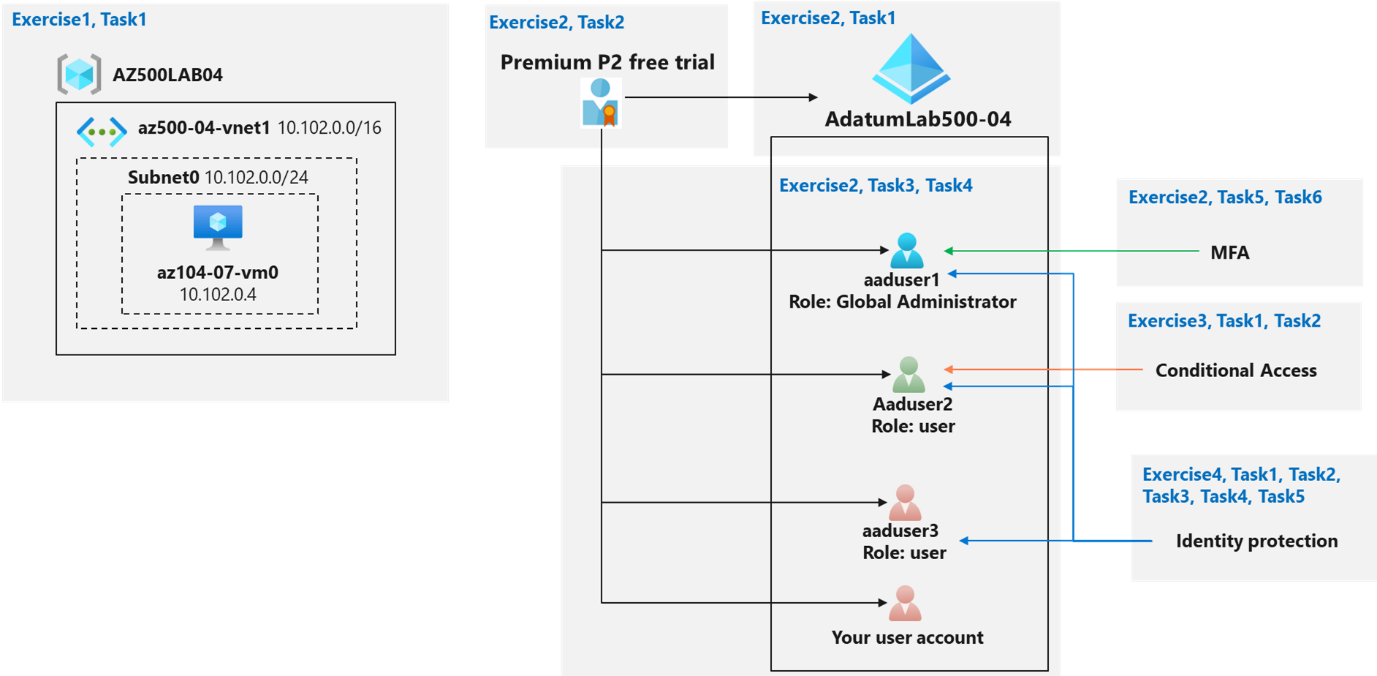 Exercise1, Task1
AZ500LAB04
az500-04-vnet1 10.102.0.0/16
Subnet0 10.102.0.0/24
az104-07-vm0
10.102.0.4
Exercise2, Task2
Premium P2 free trial
Exercise2, Task1
AdatumLab500-04
Exercise2, Task3, Task4
aaduser1
Role: Global Administrator
Aaduser2
Role: user
aaduser3
Role: user
Your user account
Exercise2, Task5, Task6
MFA
Exercise3, Task1, Task2
Conditional Access
Exercise4, Task1, Task2,
Task3, Task4, Task5
Identity protection